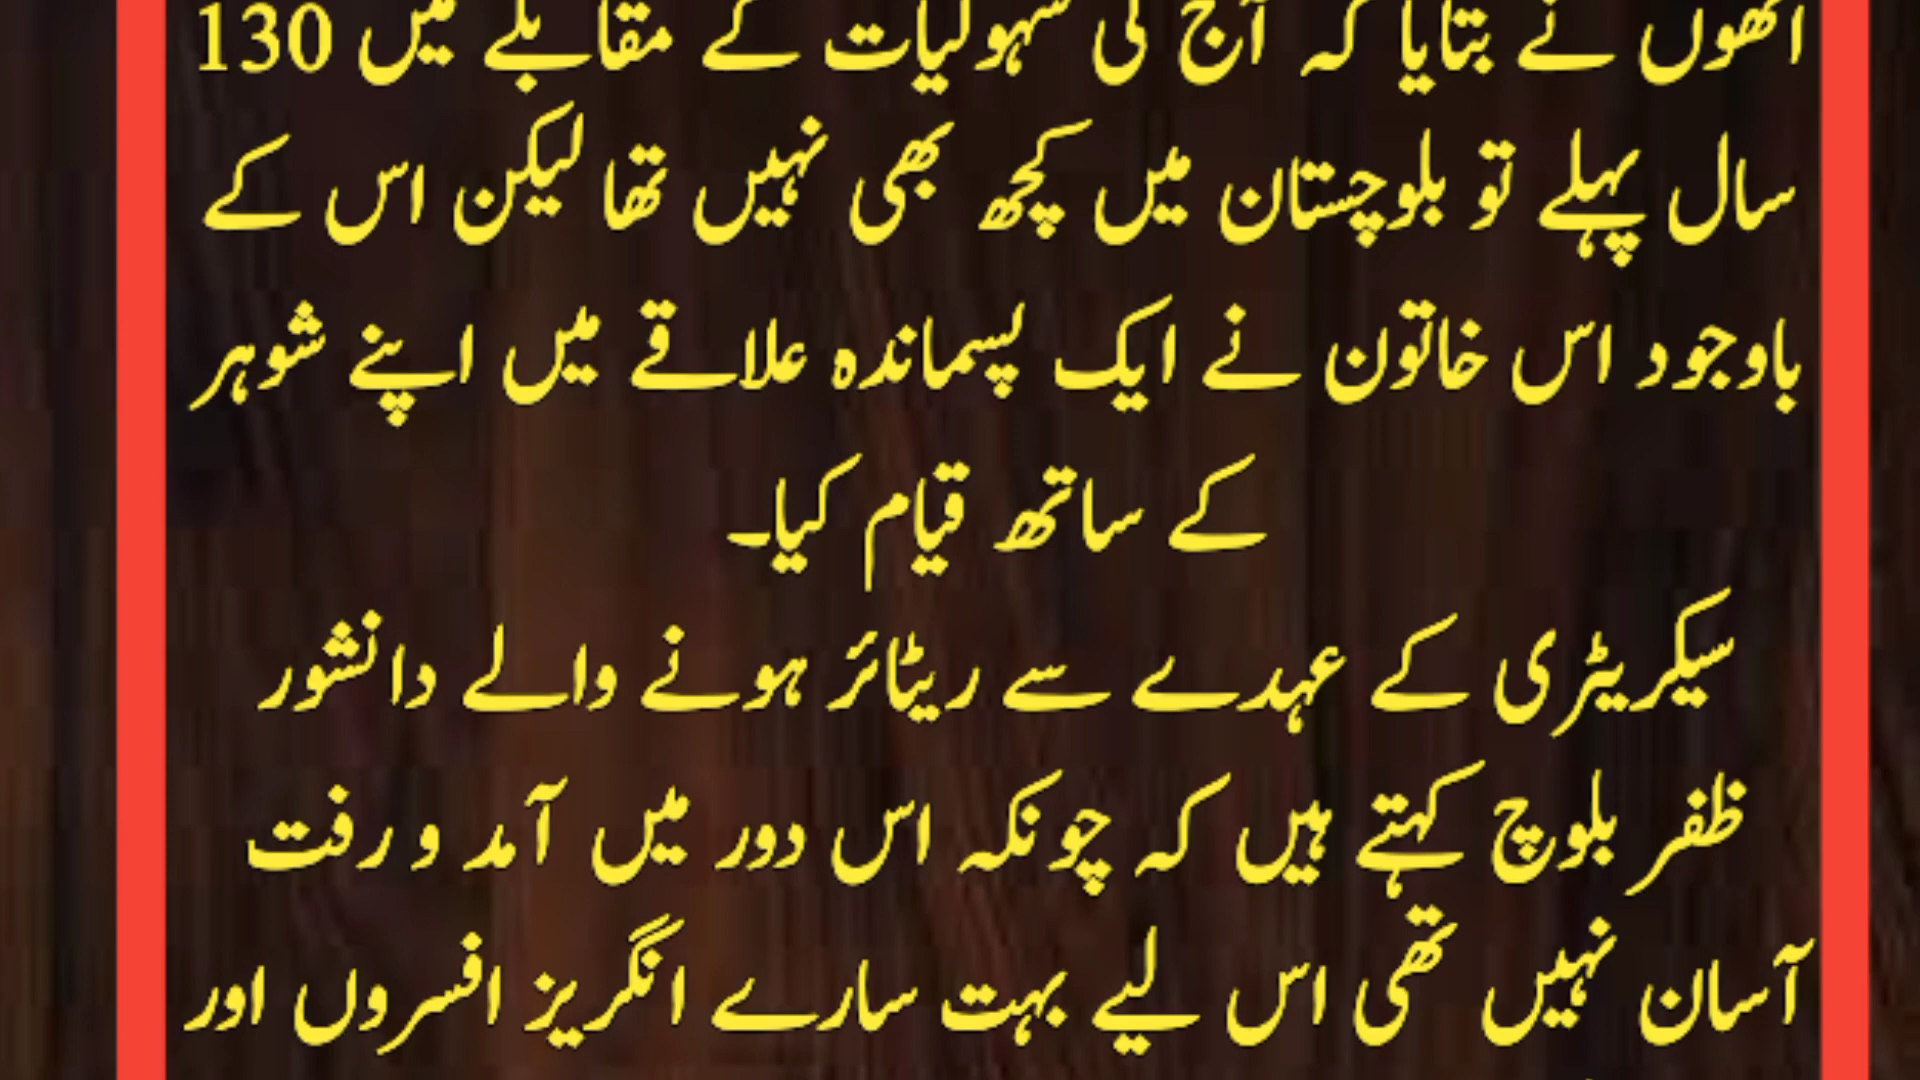 انھوں نے بتایا کہ آج کی سہولیات کے مقابلے میں 130
سال پہلے تو بلوچستان میں کچھ بھی نہیں تھا لیکن اس کے
باوجود اس خاتون نے ایک پسماندہ علاقے میں اپنے شوہر
کے ساتھ قیام کیا۔
سیکریٹری کے عہدے سے ریٹائر ہونے والے دانشور
ظفر بلوچ کہتے ہیں کہ چونکہ اس دور میں آمد و رفت
آسان نہیں تھی اس لیے بہت سارے انگریز افسروں اور